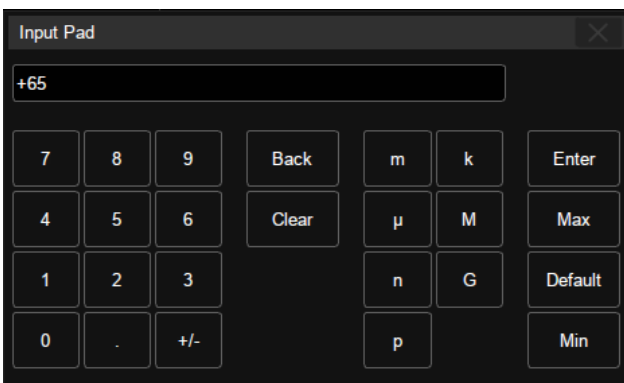 Input Pad
+65
7 8 9 Back m k Enter
4 5 6 Clear µ M Max
1 2 3 n G Default
0 . +/- p Min